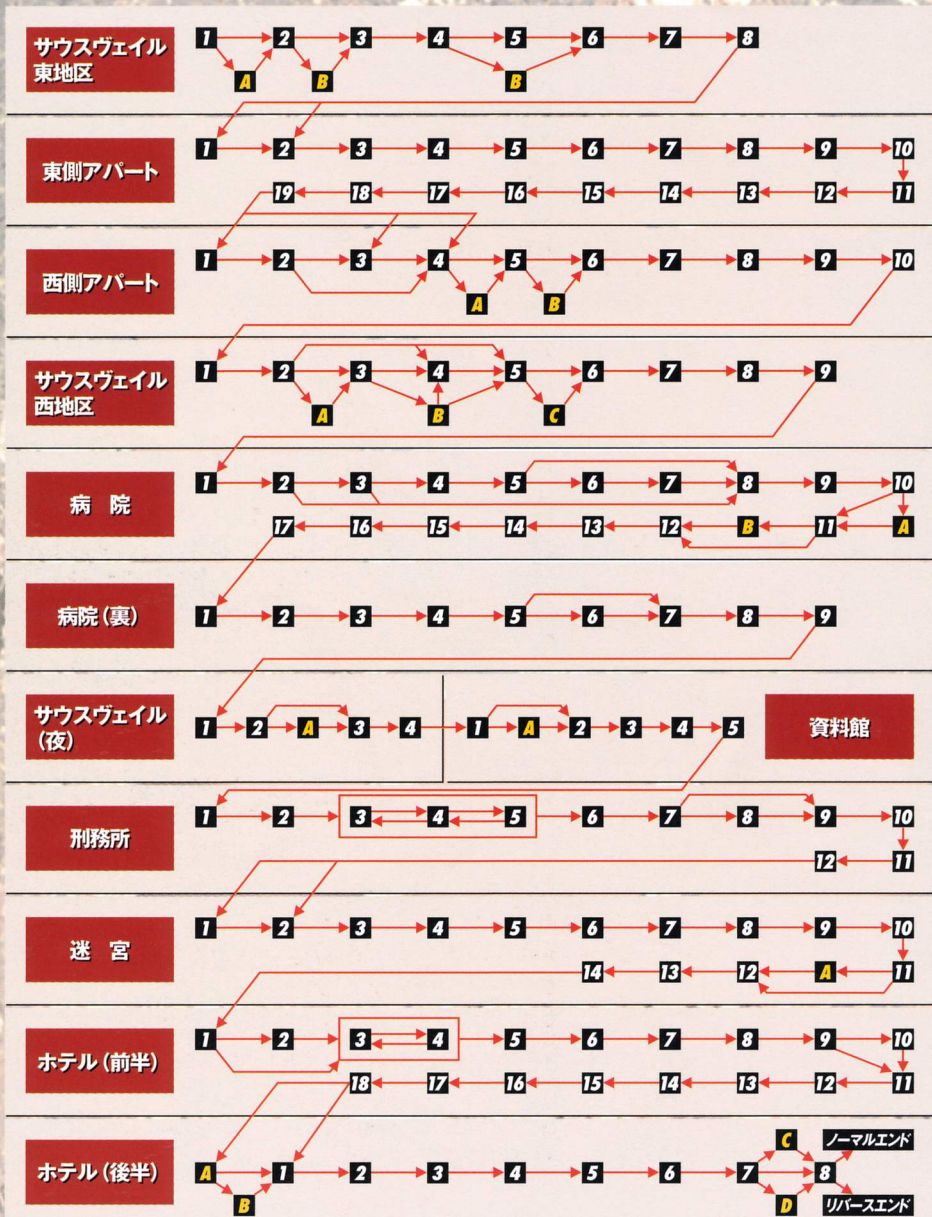 サウスヴェイル
東地区
1 2 3 4 5 6 7 8
A B B
東側アパート
1 2 3 4 5 6 7 8 9 10
19 18 17 16 15 14 13 12 11
西側アパート
1 2 3 4 5 6 7 8 9 10
A B
サウスヴェイル
西地区
1 2 3 4 5 6 7 8 9
A B C
病 院
1 2 3 4 5 6 7 8 9 10
17 16 15 14 13 12 B 11 A
病院(裏)
1 2 3 4 5 6 7 8 9
サウスヴェイル
(夜)
1 2 A 3 4 1 A 2 3 4 5
資料館
刑務所
1 2 3 4 5 6 7 8 9 10
12 11
迷 宮
1 2 3 4 5 6 7 8 9 10
14 13 12 A 11
ホテル(前半)
1 2 3 4 5 6 7 8 9 10
18 17 16 15 14 13 12 11
ホテル(後半)
C ノーマルエンド
A 1 2 3 4 5 6 7 8
B D リバースエンド